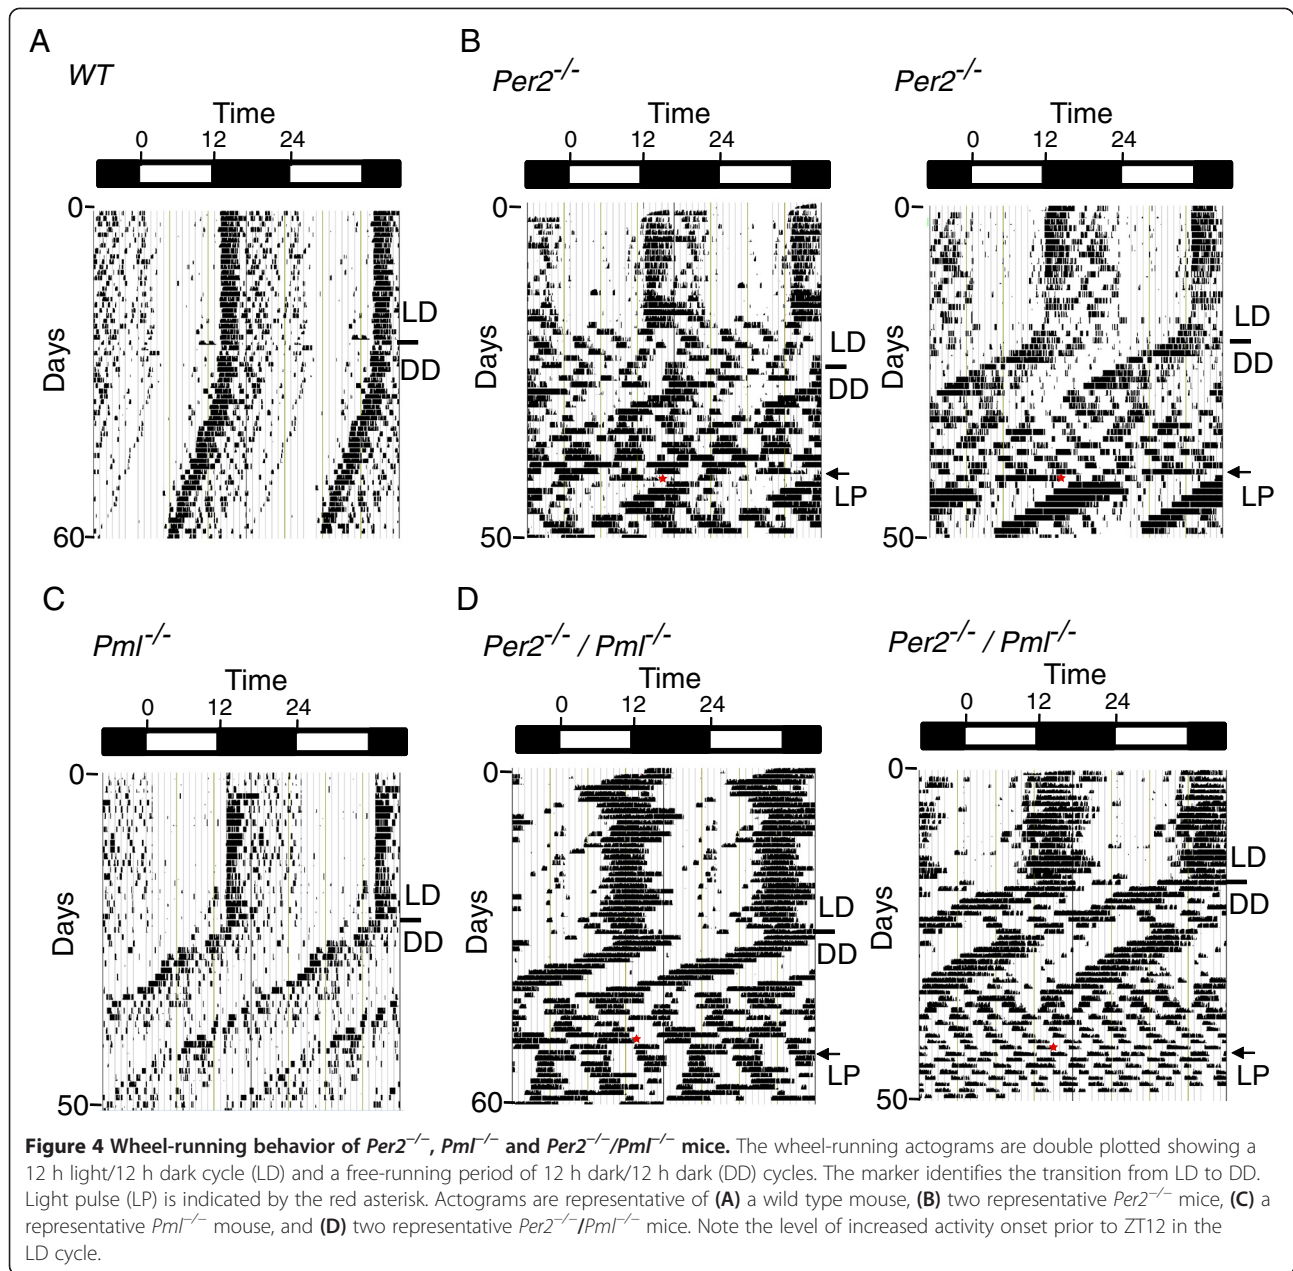 A
WT
Time
0 12 24
0
Days
LD
DD
60
B
Per2-/-
Time
0 12 24
0
Days
LD
DD
LP
50
Per2-/-
Time
0 12 24
0
Days
LD
DD
LP
50
C
Pml-/-
Time
0 12 24
0
Days
LD
DD
50
D
Per2-/- / Pml-/-
Time
0 12 24
0
Days
LD
DD
LP
60
Per2-/- / Pml-/-
Time
0 12 24
0
Days
LD
DD
LP
50
Figure 4 Wheel-running behavior of Per2−/−, Pml−/− and Per2−/−/Pml−/− mice. The wheel-running actograms are double plotted showing a
12 h light/12 h dark cycle (LD) and a free-running period of 12 h dark/12 h dark (DD) cycles. The marker identifies the transition from LD to DD.
Light pulse (LP) is indicated by the red asterisk. Actograms are representative of (A) a wild type mouse, (B) two representative Per2−/− mice, (C) a
representative Pml−/− mouse, and (D) two representative Per2−/−/Pml−/− mice. Note the level of increased activity onset prior to ZT12 in the
LD cycle.